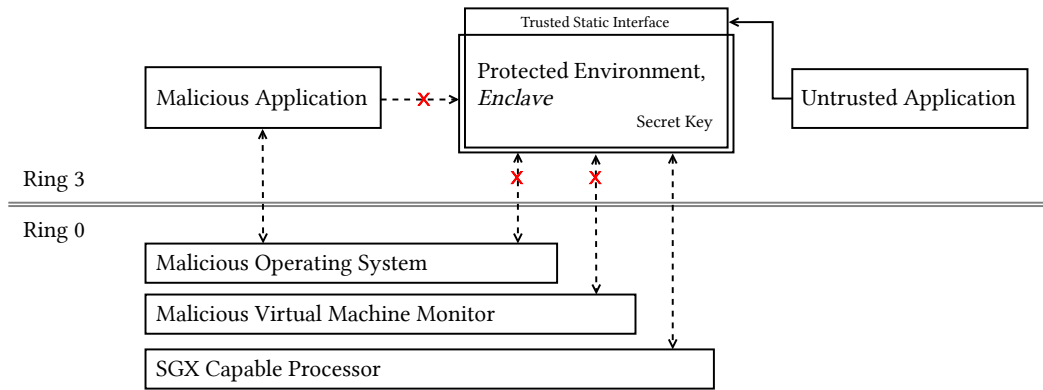 Trusted Static Interface
Malicious Application
Protected Environment,
Enclave
Secret Key
Untrusted Application
Ring 3
Ring 0
Malicious Operating System
Malicious Virtual Machine Monitor
SGX Capable Processor